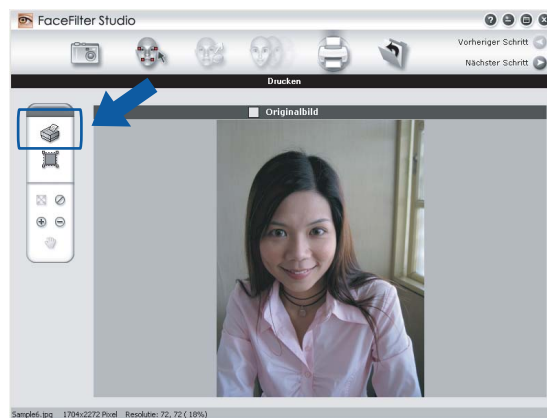 FaceFilter Studio
Vorheriger Schritt
Nächster Schritt
Drucken
Originalbild
Sample6.jpg 1704x2272 Pixel Resolutie: 72, 72 ( 18%)